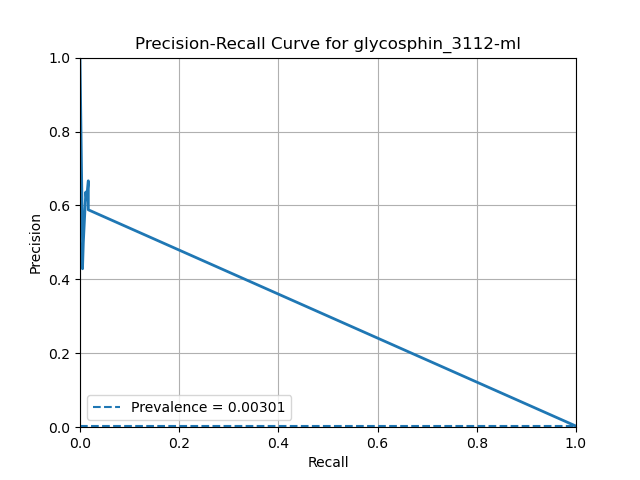 Precision-Recall Curve for glycosphin_3112-ml
1.0
0.8
0.6
0.4
0.2
0.0
Precision
Prevalence = 0.00301
0.0 0.2 0.4 0.6 0.8 1.0
Recall